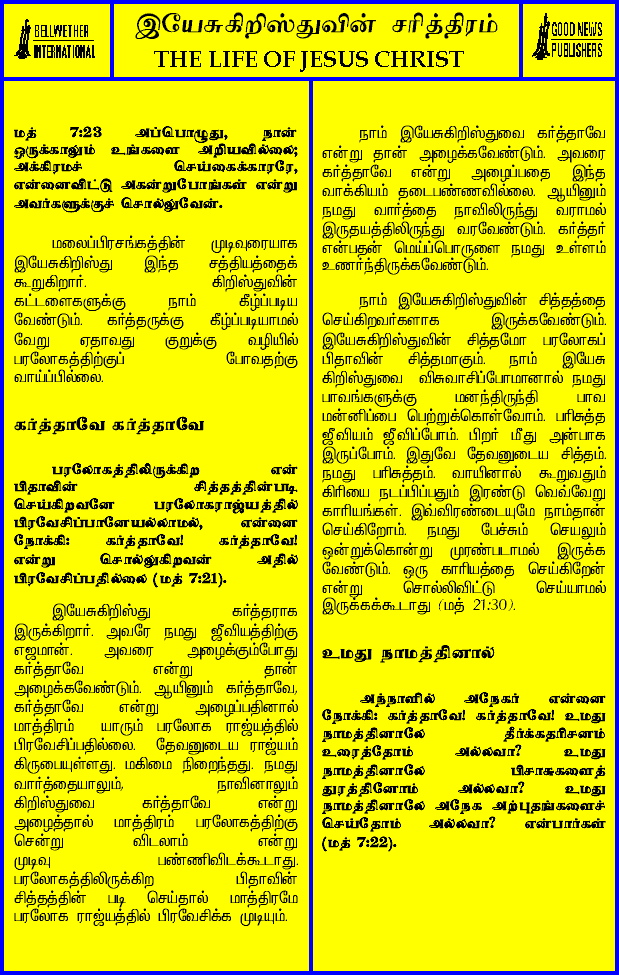 BELLWETHER
INTERNATIONAL
இயேசுகிறிஸ்துவின் சரித்திரம்
THE LIFE OF JESUS CHRIST
GOOD NEWS
PUBLISHERS
மத் 7:23 அப்பொழுது, நான்
ஒருக்காலும் உங்களை அறியவில்லை;
அக்கிரமச் செய்கைக்காரரே,
என்னைவிட்டு அகன்றுபோங்கள் என்று
அவர்களுக்குச் சொல்லுவேன்.
மலைப்பிரசங்கத்தின் முடிவுரையாக
இயேசுகிறிஸ்து இந்த சத்தியத்தைக்
கூறுகிறார். கிறிஸ்துவின்
கட்டளைகளுக்கு நாம் கீழ்ப்படிய
வேண்டும். கர்த்தருக்கு கீழ்ப்படியாமல்
வேறு ஏதாவது குறுக்கு வழியில்
பரலோகத்திற்குப் போவதற்கு
வாய்ப்பில்லை.
கர்த்தாவே கர்த்தாவே
பரலோகத்திலிருக்கிற என்
பிதாவின் சித்தத்தின்படி
செய்கிறவனே பரலோகராஜ்யத்தில்
பிரவேசிப்பானேயல்லாமல், என்னை
நோக்கி: கர்த்தாவே! கர்த்தாவே!
என்று சொல்லுகிறவன் அதில்
பிரவேசிப்பதில்லை (மத் 7:21).
இயேசுகிறிஸ்து கர்த்தராக
இருக்கிறார். அவரே நமது ஜீவியத்திற்கு
எஜமான். அவரை அழைக்கும்போது
கர்த்தாவே என்று தான்
அழைக்கவேண்டும். ஆயினும் கர்த்தாவே,
கர்த்தாவே என்று அழைப்பதினால்
மாத்திரம் யாரும் பரலோக ராஜ்யத்தில்
பிரவேசிப்பதில்லை. தேவனுடைய ராஜ்யம்
கிருபையுள்ளது. மகிமை நிறைந்தது. நமது
வார்த்தையாலும், நாவினாலும்
கிறிஸ்துவை கர்த்தாவே என்று
அழைத்தால் மாத்திரம் பரலோகத்திற்கு
சென்று விடலாம் என்று
முடிவு பண்ணிவிடக்கூடாது.
பரலோகத்திலிருக்கிற பிதாவின்
சித்தத்தின் படி செய்தால் மாத்திரமே
பரலோக ராஜ்யத்தில் பிரவேசிக்க முடியும்.
நாம் இயேசுகிறிஸ்துவை கர்த்தாவே
என்று தான் அழைக்கவேண்டும். அவரை
கர்த்தாவே என்று அழைப்பதை இந்த
வாக்கியம் தடைபண்ணவில்லை. ஆயினும்
நமது வார்த்தை நாவிலிருந்து வராமல்
இருதயத்திலிருந்து வரவேண்டும். கர்த்தர்
என்பதன் மெய்ப்பொருளை நமது உள்ளம்
உணர்ந்திருக்கவேண்டும்.
நாம் இயேசுகிறிஸ்துவின் சித்தத்தை
செய்கிறவர்களாக இருக்கவேண்டும்.
இயேசுகிறிஸ்துவின் சித்தமோ பரலோகப்
பிதாவின் சித்தமாகும். நாம் இயேசு
கிறிஸ்துவை விசுவாசிப்போமானால் நமது
பாவங்களுக்கு மனந்திருந்தி பாவ
மன்னிப்பை பெற்றுக்கொள்வோம். பரிசுத்த
ஜீவியம் ஜீவிப்போம். பிறர் மீது அன்பாக
இருப்போம். இதுவே தேவனுடைய சித்தம்.
நமது பரிசுத்தம். வாயினால் கூறுவதும்
கிரியை நடப்பிப்பதும் இரண்டு வெவ்வேறு
காரியங்கள். இவ்விரண்டையுமே நாம்தான்
செய்கிறோம். நமது பேச்சும் செயலும்
ஒன்றுக்கொன்று முரண்படாமல் இருக்க
வேண்டும். ஒரு காரியத்தை செய்கிறேன்
என்று சொல்லிவிட்டு செய்யாமல்
இருக்கக்கூடாது (மத் 21:30).
உமது நாமத்தினால்
அந்நாளில் அநேகர் என்னை
நோக்கி: கர்த்தாவே! கர்த்தாவே! உமது
நாமத்தினாலே தீர்க்கதரிசனம்
உரைத்தோம் அல்லவா? உமது
நாமத்தினாலே பிசாசுகளைத்
துரத்தினோம் அல்லவா? உமது
நாமத்தினாலே அநேக அற்புதங்களைச்
செய்தோம் அல்லவா? என்பார்கள்
(மத் 7:22).